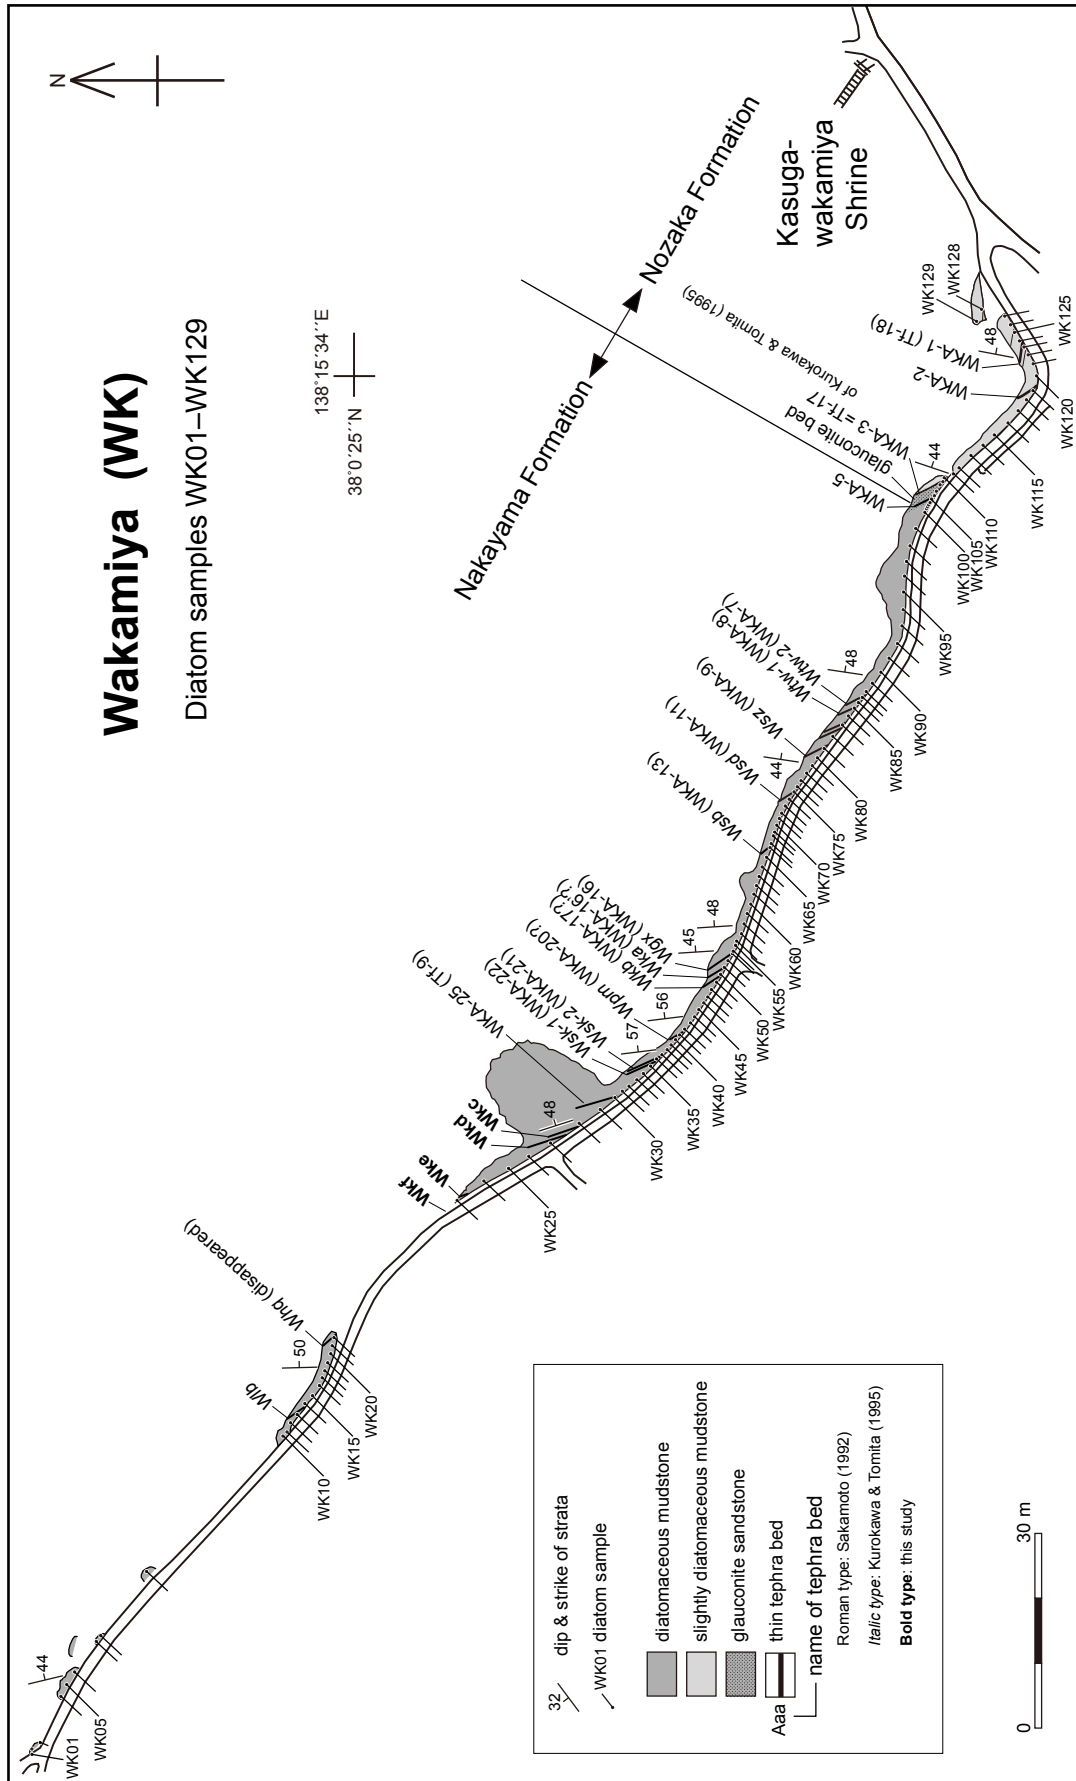 Wakamiya (WK)
Diatom samples WK01–WK129
N
138°15′34″E
38°0′25″N
Nakayama Formation
Nozaka Formation
Kasuga-
wakamiya
Shrine
WK01
WK05
44
WK10
WK15
WK20
Wlb
50
Whq (disappeared)
Wkf
Wke
Wkd
Wkc
48
WK25
WK30
WK35
WK40
WK45
WK50
WK55
WK60
WK65
WK70
WK75
WK80
WK85
WK90
WK95
WK100
WK105
WK110
WK115
WK120
WK125
WK128
WK129
WKA-25 (Tf-9)
Wsk-1 (WKA-22)
Wsk-2 (WKA-21)
57
Wpm (WKA-20?)
56
Wkb (WKA-17?)
Wka (WKA-16'?)
Wgx (WKA-16)
45
48
Wsb (WKA-13)
Wsd (WKA-11)
44
Wsz (WKA-9)
Wtw-1 (WKA-8)
Wtw-2 (WKA-7)
48
WKA-5
glauconite bed
WKA-3 =Tf-17
of Kurokawa & Tomita (1995)
44
WKA-2
WKA-1 (Tf-18)
48
32
dip & strike of strata
WK01 diatom sample
diatomaceous mudstone
slightly diatomaceous mudstone
glauconite sandstone
thin tephra bed
Aaa
name of tephra bed
Roman type: Sakamoto (1992)
Italic type: Kurokawa & Tomita (1995)
Bold type: this study
0
30 m